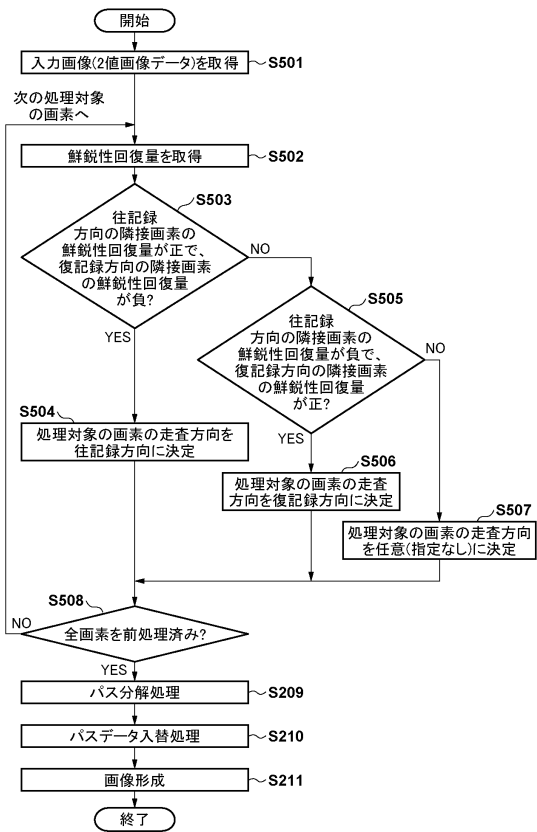 開始
入力画像(2値画像データ)を取得
S501
次の処理対象
の画素へ
鮮鋭性回復量を取得
S502
S503
往記録
方向の隣接画素の
鮮鋭性回復量が正で、
復記録方向の隣接画素
の鮮鋭性回復量
が負?
NO
YES
S505
往記録
方向の隣接画素の
鮮鋭性回復量が負で、
復記録方向の隣接画素
の鮮鋭性回復量
が正?
NO
YES
S504
処理対象の画素の走査方向を
往記録方向に決定
S506
処理対象の画素の走査
方向を復記録方向に決定
S507
処理対象の画素の走査方向
を任意(指定なし)に決定
S508
NO
全画素を前処理済み?
YES
パス分解処理
S209
パスデータ入替処理
S210
画像形成
S211
終了